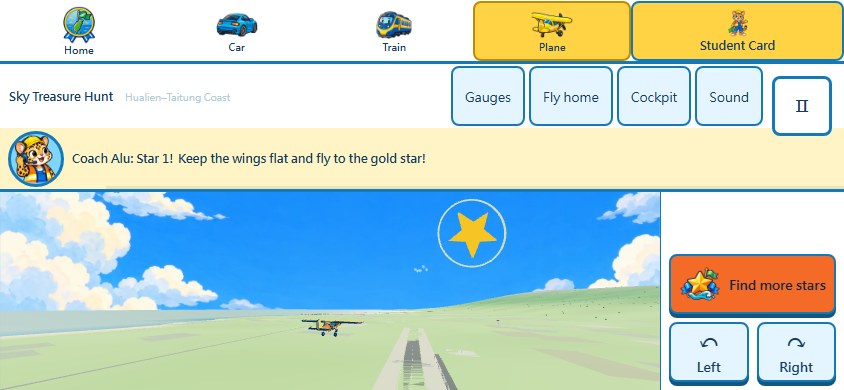 Home
Car
Train
Plane
Student Card
Sky Treasure Hunt
Hualien–Taitung Coast
Gauges
Fly home
Cockpit
Sound
Coach Alu: Star 1! Keep the wings flat and fly to the gold star!
Find more stars
Left
Right